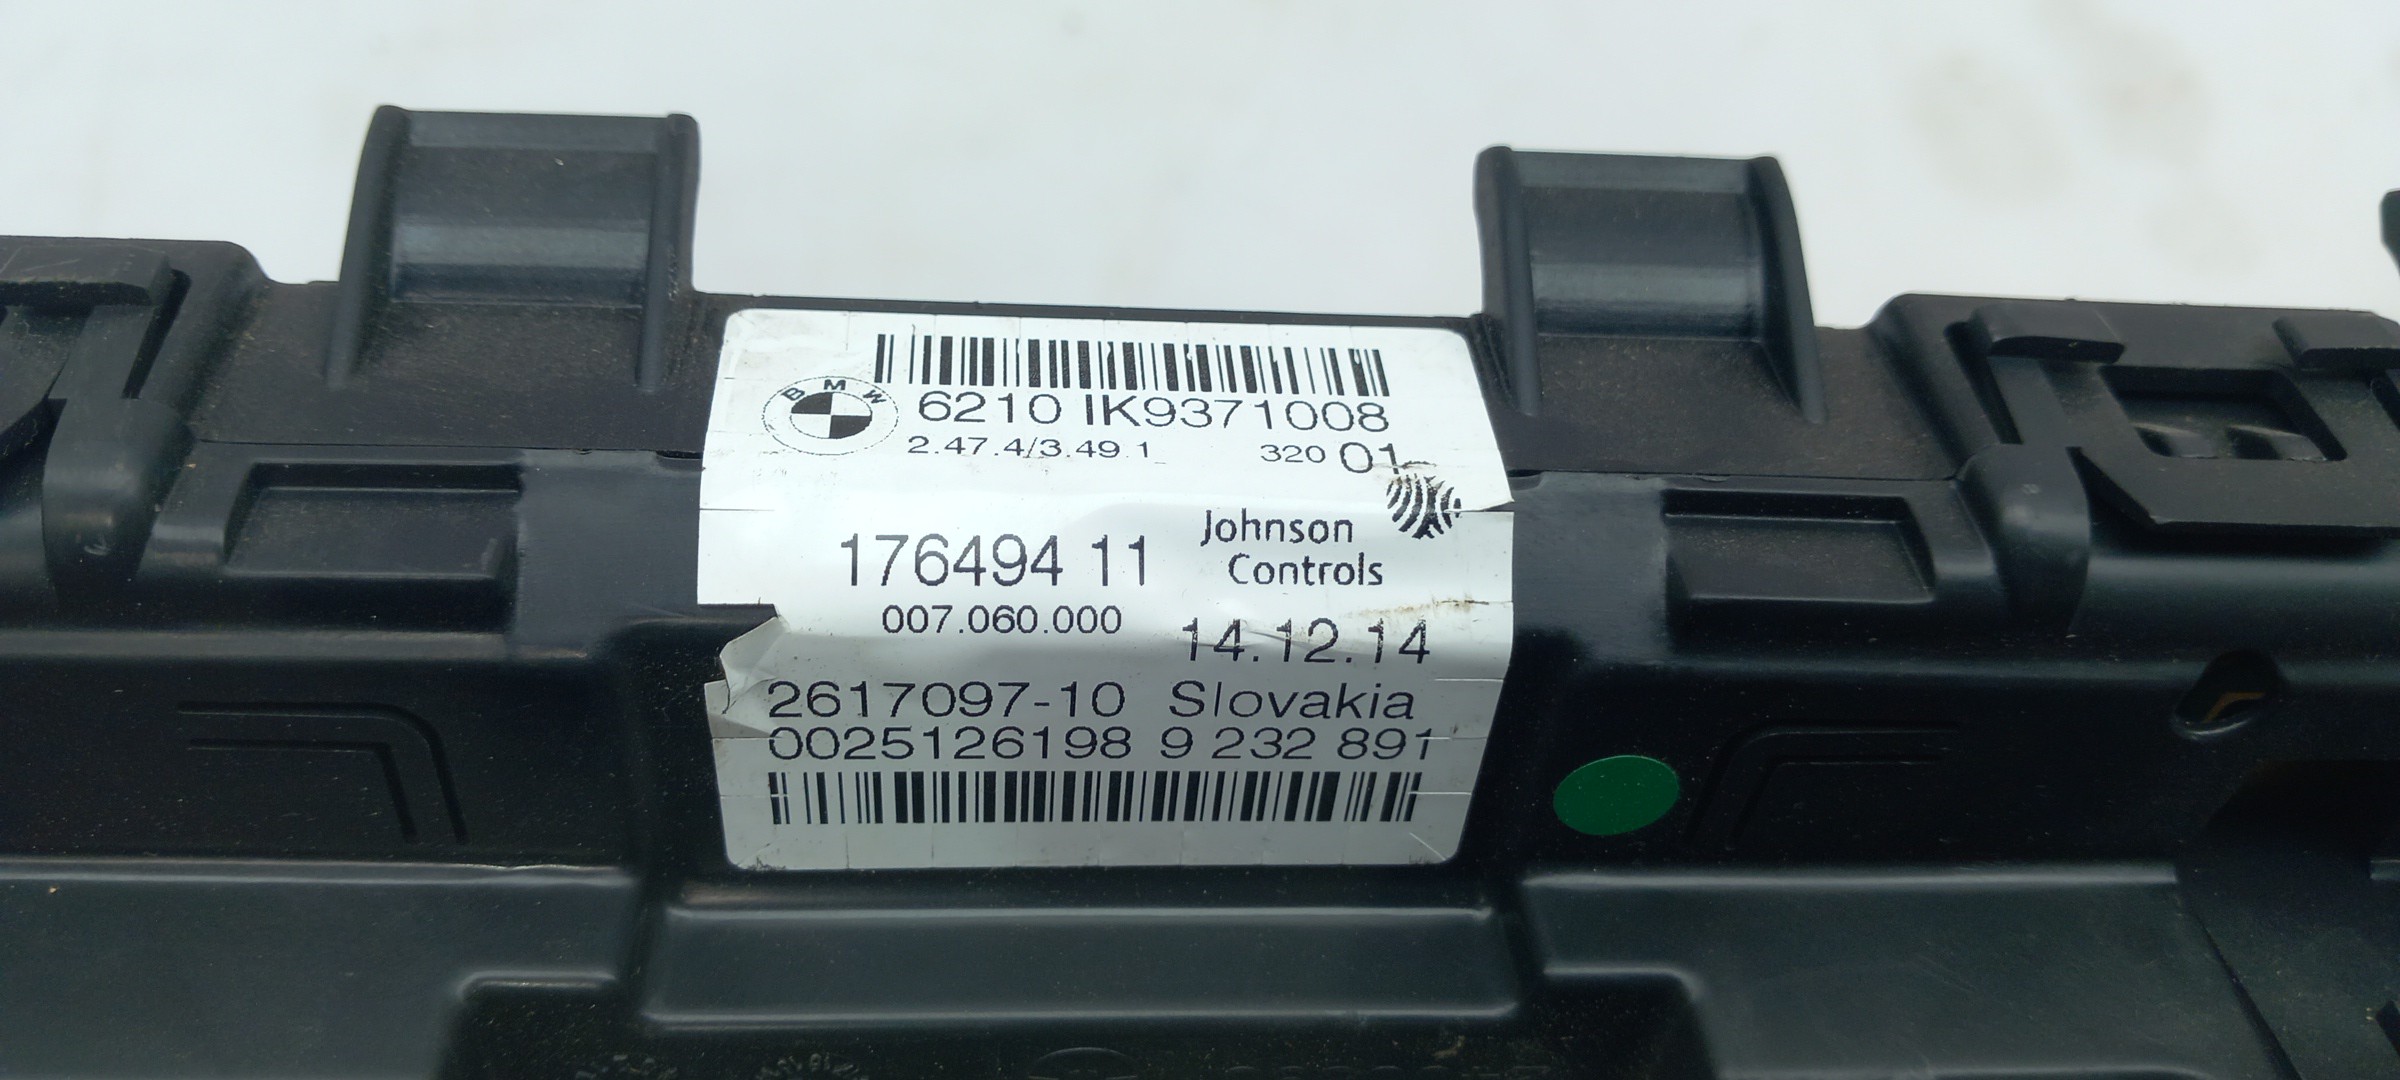 BMW
6210 IK9371008
2.47.4/3.49.1 320 01
Johnson
Controls
176494 11
007.060.000
14.12.14
2617097-10 Slovakia
0025126198 9 232 891